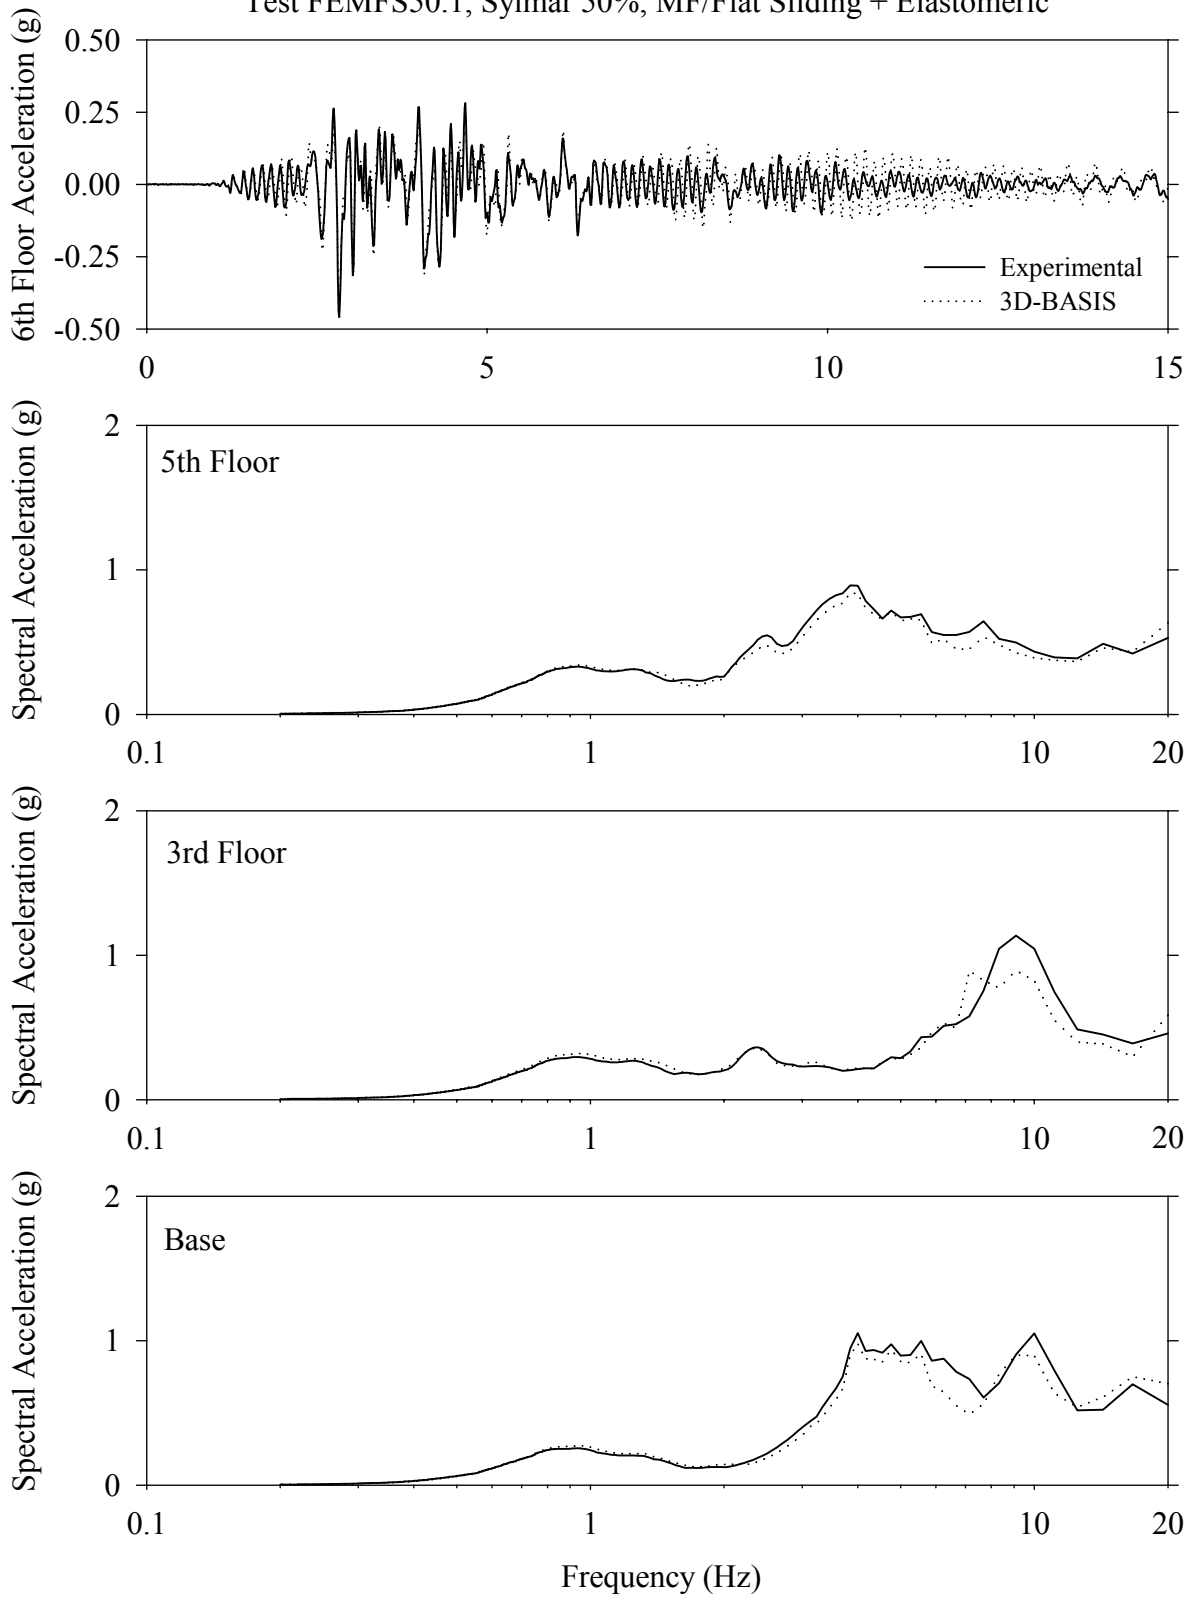 Test FEMFS50.1, Sylmar 50%, MF/Flat Sliding + Elastomeric
6th Floor Acceleration (g)
0.50
0.25
0.00
-0.25
-0.50
Experimental
3D-BASIS
0 5 10 15
Spectral Acceleration (g)
2
1
0
5th Floor
0.1 1 10 20
Spectral Acceleration (g)
2
1
0
3rd Floor
0.1 1 10 20
Spectral Acceleration (g)
2
1
0
Base
0.1 1 10 20
Frequency (Hz)